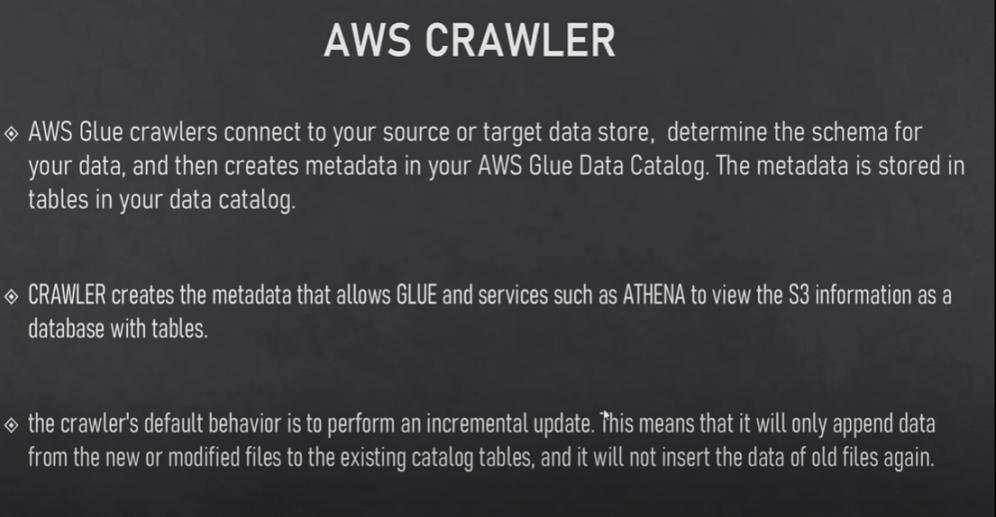 AWS CRAWLER
AWS Glue crawlers connect to your source or target data store, determine the schema for
your data, and then creates metadata in your AWS Glue Data Catalog. The metadata is stored in
tables in your data catalog.
CRAWLER creates the metadata that allows GLUE and services such as ATHENA to view the S3 information as a
database with tables.
the crawler's default behavior is to perform an incremental update. This means that it will only append data
from the new or modified files to the existing catalog tables, and it will not insert the data of old files again.